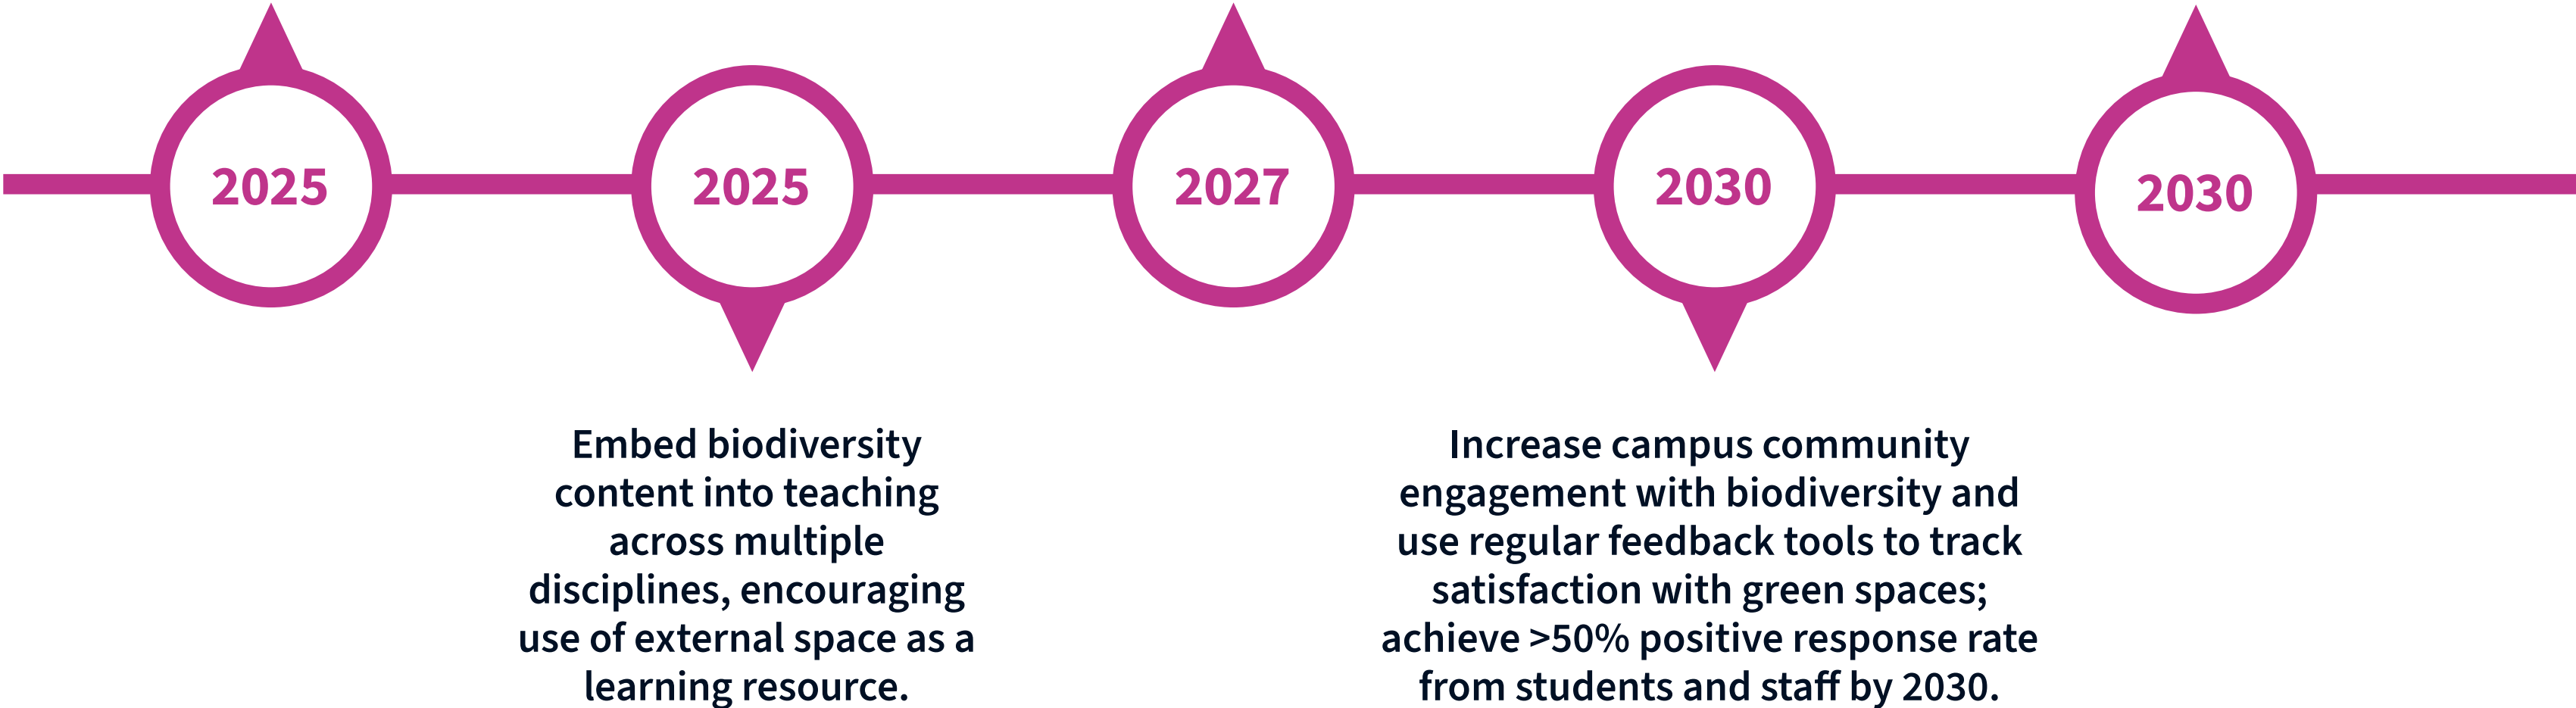 2025
2025
2027
2030
2030
Embed biodiversity
content into teaching
across multiple
disciplines, encouraging
use of external space as a
learning resource.
Increase campus community
engagement with biodiversity and
use regular feedback tools to track
satisfaction with green spaces;
achieve >50% positive response rate
from students and staff by 2030.